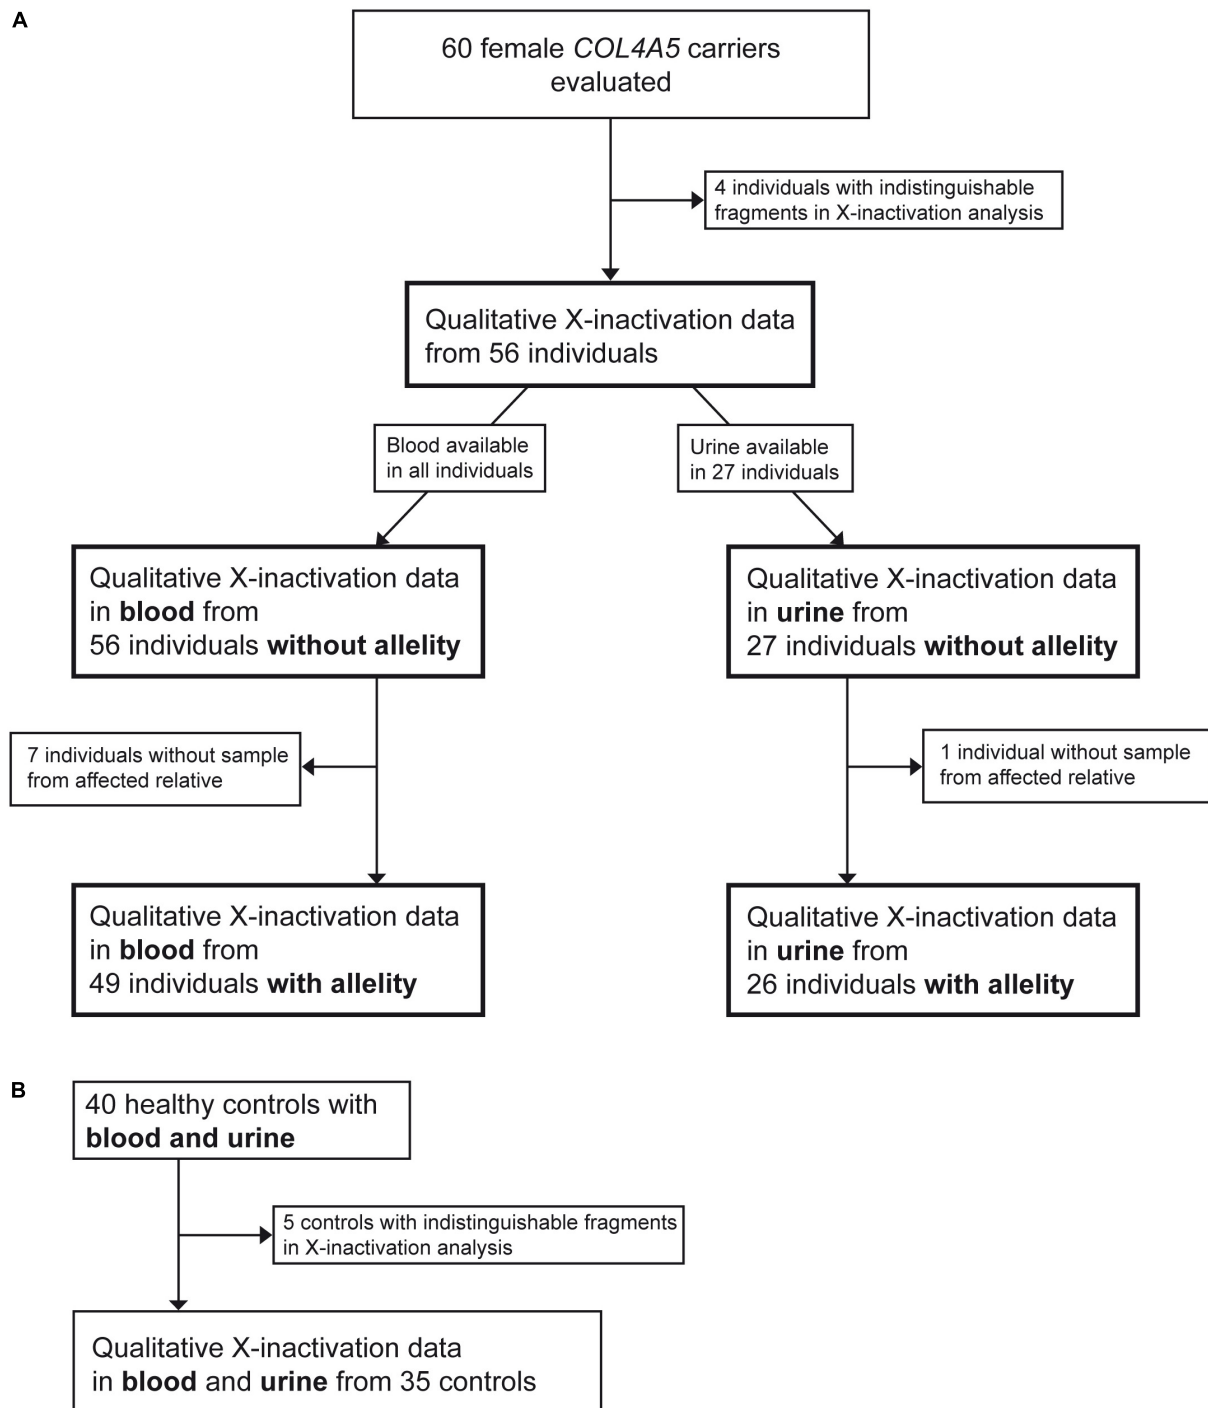 A
60 female COL4A5 carriers
evaluated
4 individuals with indistinguishable
fragments in X-inactivation analysis
Qualitative X-inactivation data
from 56 individuals
Blood available
in all individuals
Urine available
in 27 individuals
Qualitative X-inactivation data
in blood from
56 individuals without allelity
Qualitative X-inactivation data
in urine from
27 individuals without allelity
7 individuals without sample
from affected relative
1 individual without sample
from affected relative
Qualitative X-inactivation data
in blood from
49 individuals with allelity
Qualitative X-inactivation data
in urine from
26 individuals with allelity
B
40 healthy controls with
blood and urine
5 controls with indistinguishable fragments
in X-inactivation analysis
Qualitative X-inactivation data
in blood and urine from 35 controls